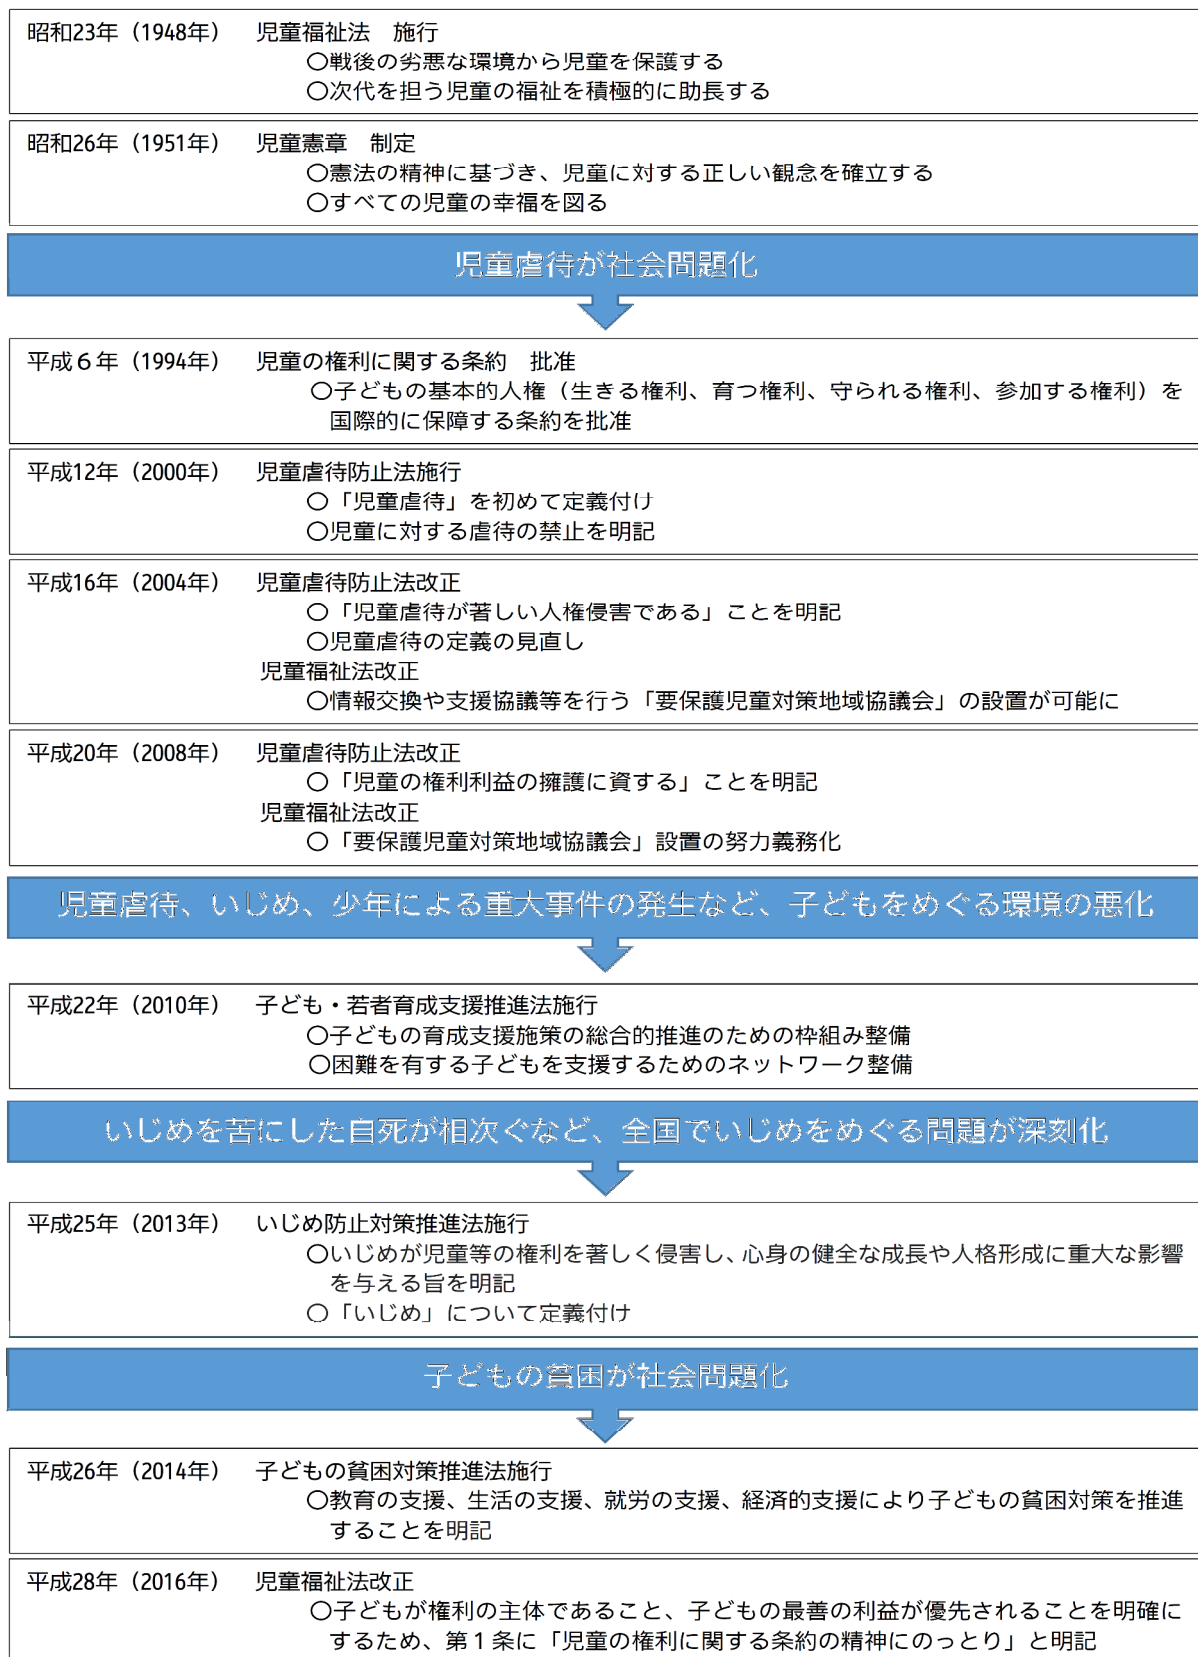 昭和23年（1948年）　児童福祉法　施行
○戦後の劣悪な環境から児童を保護する
○次代を担う児童の福祉を積極的に助長する
昭和26年（1951年）　児童憲章　制定
○憲法の精神に基づき、児童に対する正しい観念を確立する
○すべての児童の幸福を図る
児童虐待が社会問題化
平成６年（1994年）　児童の権利に関する条約　批准
○子どもの基本的人権（生きる権利、育つ権利、守られる権利、参加する権利）を
国際的に保障する条約を批准
平成12年（2000年）　児童虐待防止法施行
○「児童虐待」を初めて定義付け
○児童に対する虐待の禁止を明記
平成16年（2004年）　児童虐待防止法改正
○「児童虐待が著しい人権侵害である」ことを明記
○児童虐待の定義の見直し
児童福祉法改正
○情報交換や支援協議等を行う「要保護児童対策地域協議会」の設置が可能に
平成20年（2008年）　児童虐待防止法改正
○「児童の権利利益の擁護に資する」ことを明記
児童福祉法改正
○「要保護児童対策地域協議会」設置の努力義務化
児童虐待、いじめ、少年による重大事件の発生など、子どもをめぐる環境の悪化
平成22年（2010年）　子ども・若者育成支援推進法施行
○子どもの育成支援施策の総合的推進のための枠組み整備
○困難を有する子どもを支援するためのネットワーク整備
いじめを苦にした自死が相次ぐなど、全国でいじめをめぐる問題が深刻化
平成25年（2013年）　いじめ防止対策推進法施行
○いじめが児童等の権利を著しく侵害し、心身の健全な成長や人格形成に重大な影響
を与える旨を明記
○「いじめ」について定義付け
子どもの貧困が社会問題化
平成26年（2014年）　子どもの貧困対策推進法施行
○教育の支援、生活の支援、就労の支援、経済的支援により子どもの貧困対策を推進
することを明記
平成28年（2016年）　児童福祉法改正
○子どもが権利の主体であること、子どもの最善の利益が優先されることを明確に
するため、第１条に「児童の権利に関する条約の精神にのっとり」と明記